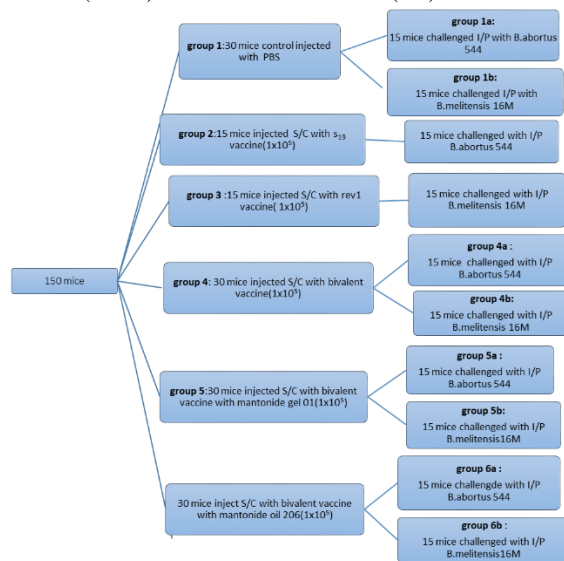 150 mice
group 1:30 mice control injected
with PBS
group 1a:
15 mice challenged I/P with B.abortus
544
group 1b:
15 mice challenged I/P with
B.melitensis 16M
group 2:15 mice injected S/C with s19
vaccine(1x10⁵)
15 mice challenged with I/P
B.abortus 544
group 3 :15 mice injected S/C with rev1
vaccine( 1x10⁵)
15 mice challenged with I/P
B.melitensis 16M
group 4: 30 mice injected S/C with bivalent
vaccine(1x10⁵)
group 4a :
15 mice challenged with I/P
B.abortus 544
group 4b:
15 mice challenged with I/P
B.melitensis 16M
group 5:30 mice injected S/C with bivalent
vaccine with mantonide gel 01(1x10⁵)
group 5a :
15 mice challenged with I/P
B.abortus 544
group 5b:
15 mice challenged with I/P
B.melitensis16M
30 mice inject S/C with bivalent vaccine
with mantonide oil 206(1x10⁵)
group 6a :
15 mice challengde with I/P
B.abortus 544
group 6b :
15 mice challenged with I/P
B.melitensis16M